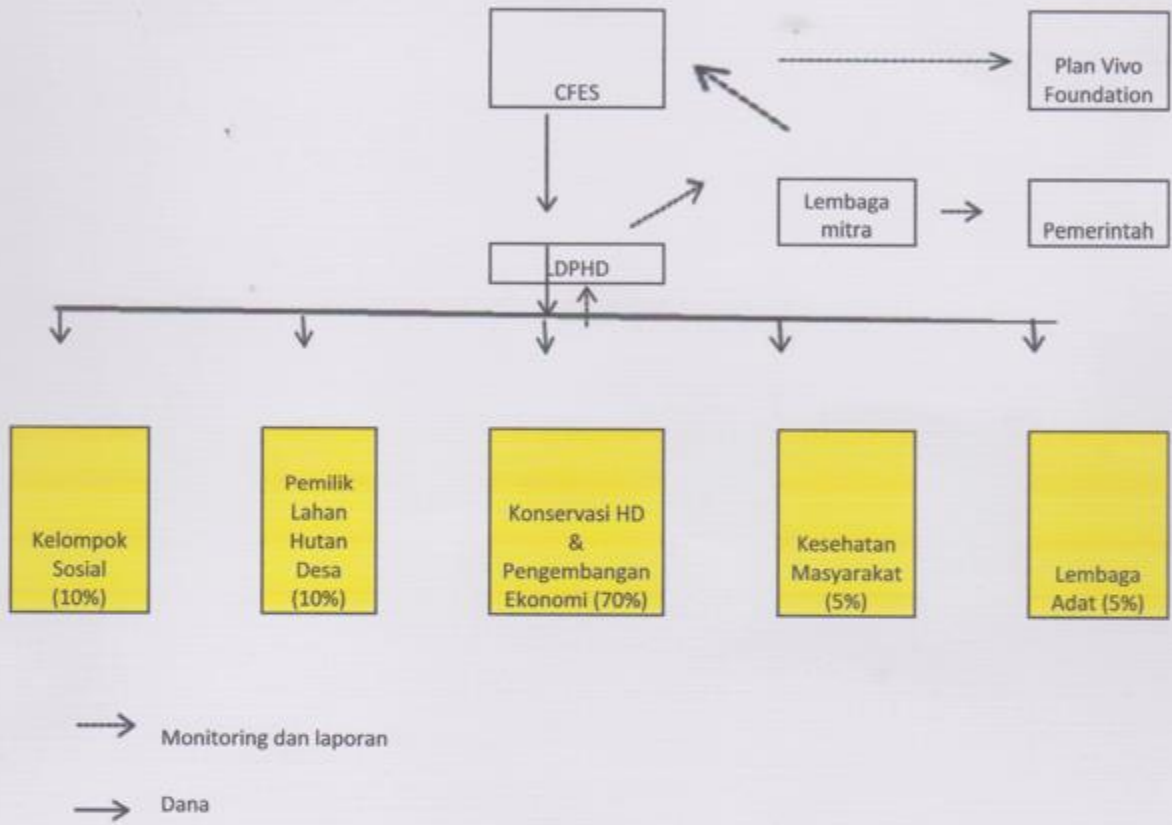 CFES
Plan Vivo
Foundation
Lembaga
mitra
Pemerintah
LDPHD
Kelompok
Sosial
(10%)
Pemilik
Lahan
Hutan
Desa
(10%)
Konservasi HD
&
Pengembangan
Ekonomi (70%)
Kesehatan
Masyarakat
(5%)
Lembaga
Adat (5%)
Monitoring dan laporan
Dana